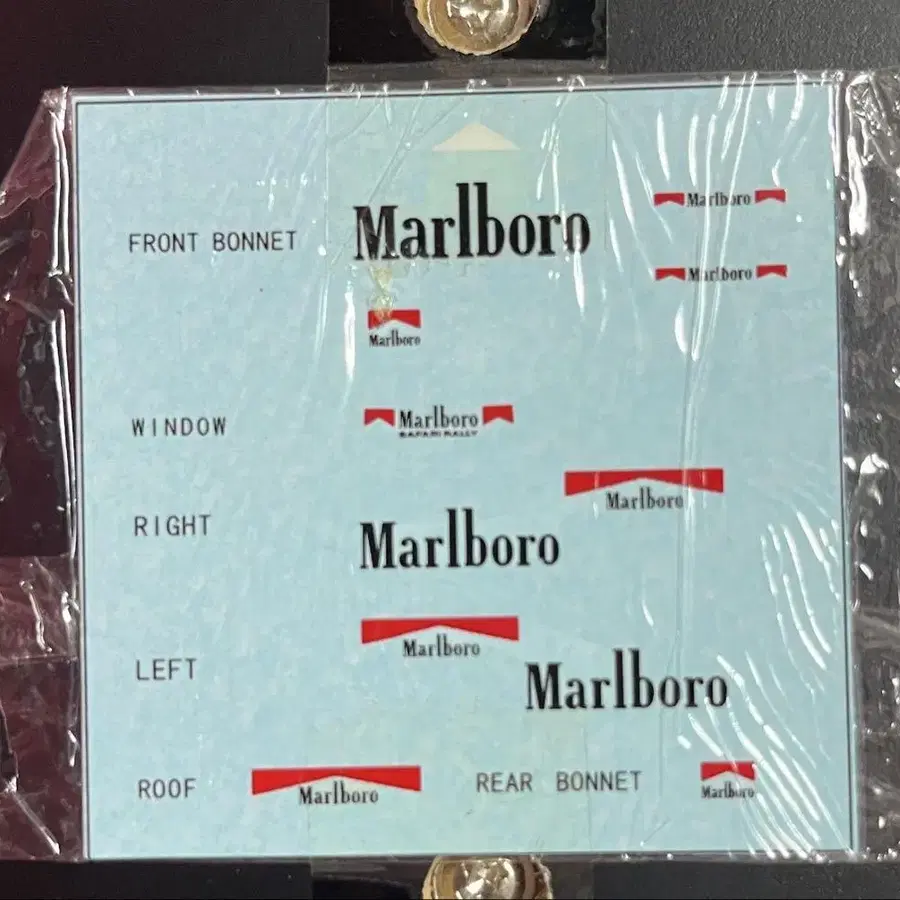 Marlboro
FRONT BONNET Marlboro
Marlboro
Marlboro
WINDOW Marlboro
SAFARI RALLY
Marlboro
RIGHT Marlboro
LEFT Marlboro
Marlboro
ROOF Marlboro REAR BONNET Marlboro